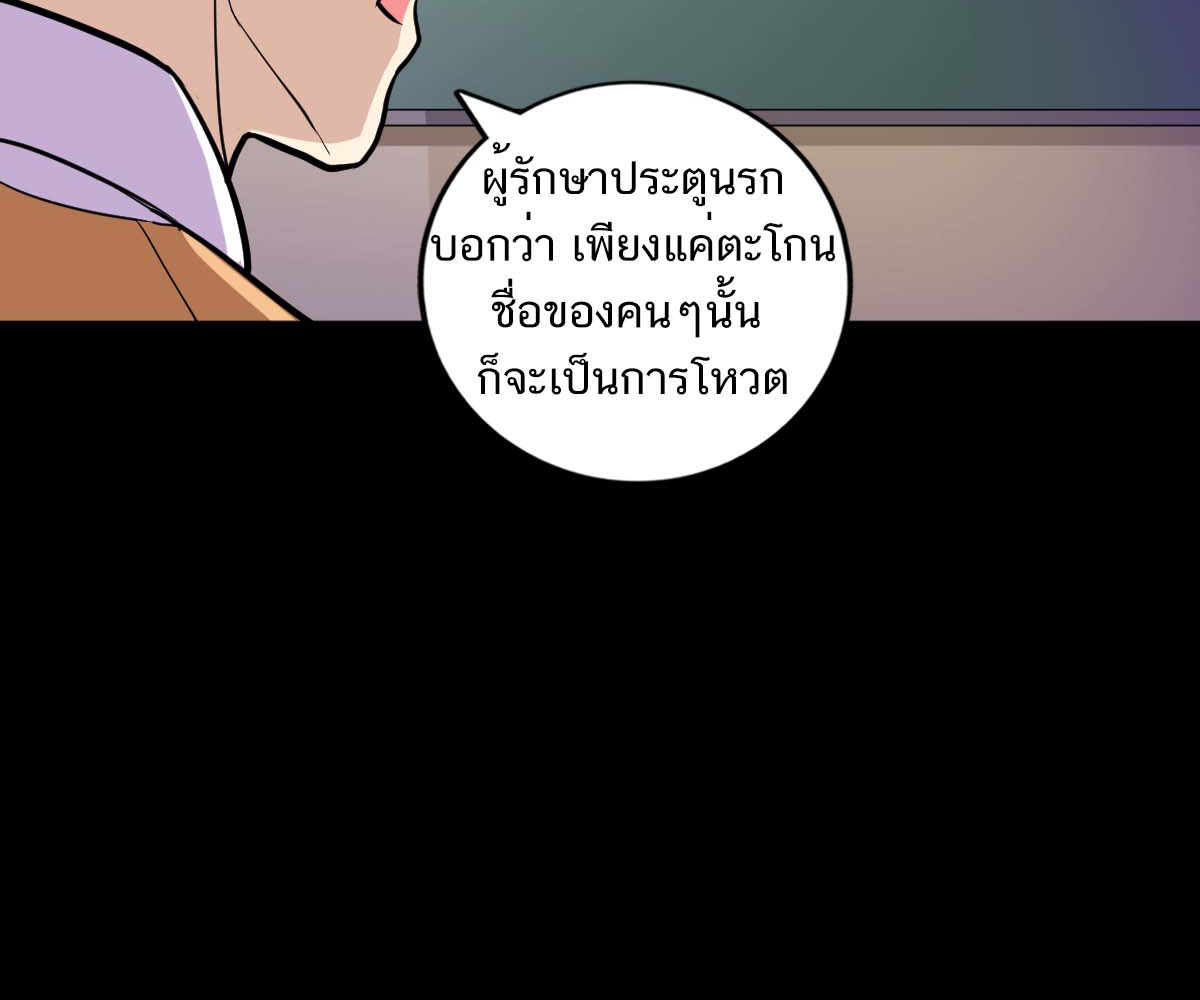 ผู้รักษาประตูนรก
บอกว่า เพียงแค่ตะโกน
ชื่อของคนๆนั้น
ก็จะเป็นการโหวต